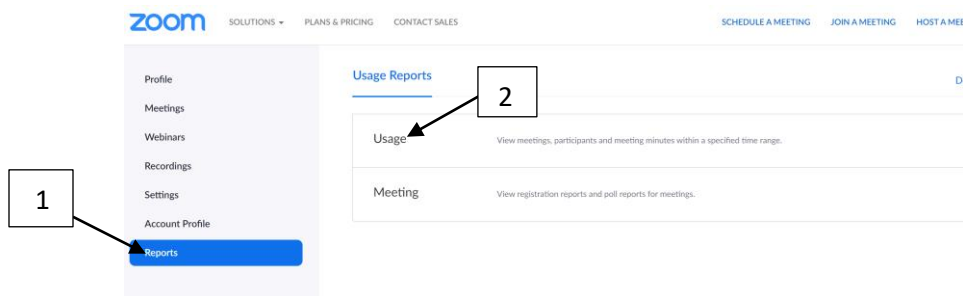 zoom SOLUTIONS PLANS & PRICING CONTACT SALES SCHEDULE A MEETING JOIN A MEETING HOST A MEE
Profile
Meetings
Webinars
Recordings
Settings
Account Profile
Reports
Usage Reports D
Usage View meetings, participants and meeting minutes within a specified time range.
Meeting View registration reports and poll reports for meetings.
1
2